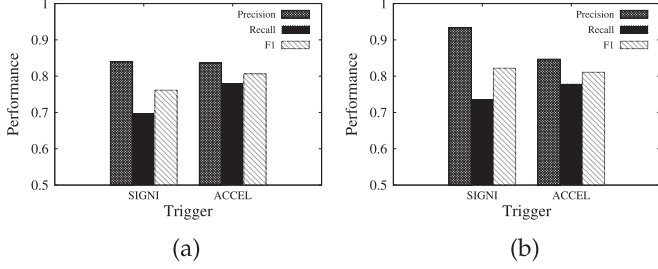 1
0.9
0.8
0.7
0.6
0.5
Performance
Precision
Recall
F1
SIGNI ACCEL
Trigger
(a)
1
0.9
0.8
0.7
0.6
0.5
Performance
Precision
Recall
F1
SIGNI ACCEL
Trigger
(b)